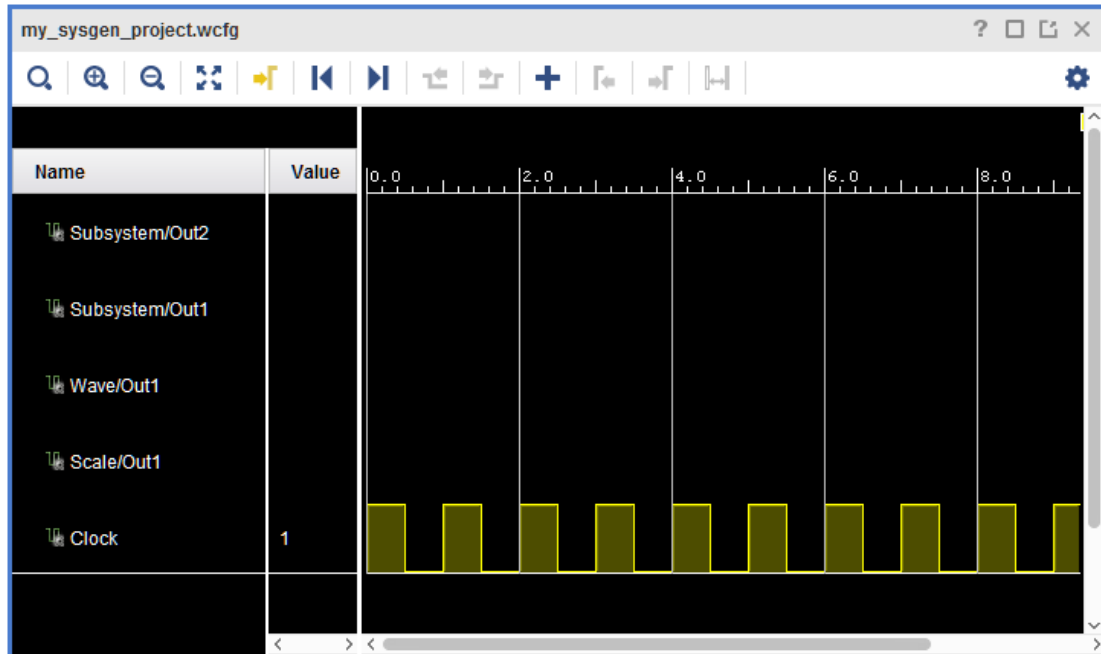 my_sysgen_project.wcfg ?
Name Value 0.0 2.0 4.0 6.0 8.0
Subsystem/Out2
Subsystem/Out1
Wave/Out1
Scale/Out1
Clock 1